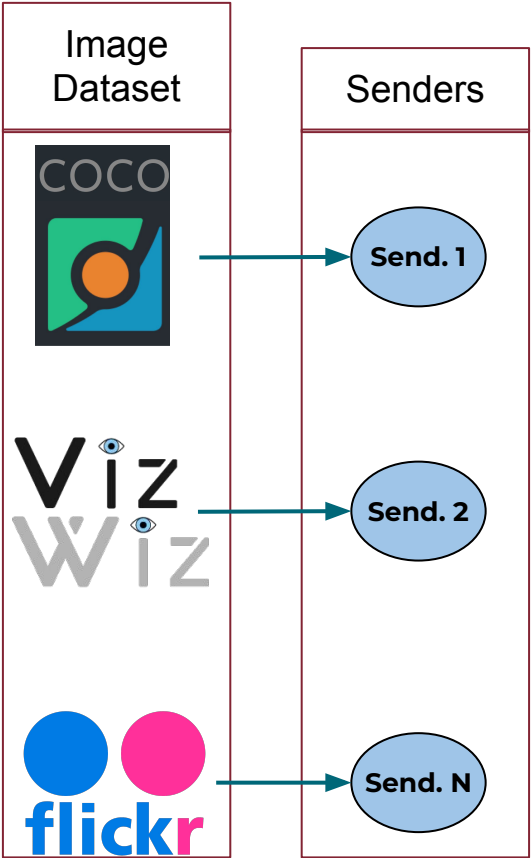 Image
Dataset
Senders
COCO
Send. 1
Viz
Wiz
Send. 2
flickr
Send. N